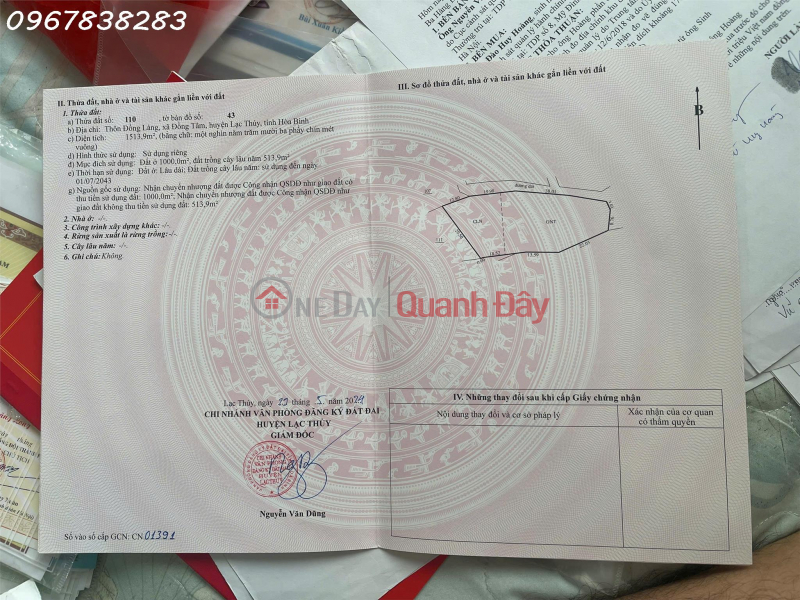 0967838283
II. Thửa đất, nhà ở và tài sản khác gắn liền với đất
1. Thửa đất:
a) Thửa đất số: 110 , tờ bản đồ số: 43
b) Địa chỉ: Thôn Đồng Làng, xã Đồng Tâm, huyện Lạc Thủy, tỉnh Hòa Bình
c) Diện tích: 1513,9m², (bằng chữ: một nghìn năm trăm mười ba phẩy chín mét
vuông)
d) Hình thức sử dụng: Sử dụng riêng
đ) Mục đích sử dụng: Đất ở 1000,0m², đất trồng cây lâu năm 513,9m²
e) Thời hạn sử dụng: Đất ở: Lâu dài; Đất trồng cây lâu năm: sử dụng đến ngày
01/07/2043
g) Nguồn gốc sử dụng: Nhận chuyển nhượng đất được Công nhận QSDĐ như giao đất có
thu tiền sử dụng đất: 1000,0m², Nhận chuyển nhượng đất được Công nhận QSDĐ như
giao đất không thu tiền sử dụng đất: 513,9m²
2. Nhà ở: -/-
3. Công trình xây dựng khác: -/-
4. Rừng sản xuất là rừng trồng: -/-
5. Cây lâu năm: -/-
6. Ghi chú: Không.
III. Sơ đồ thửa đất, nhà ở và tài sản khác gắn liền với đất
B
Đường đất
CLN
ONT
111
ONE DAY Quanh Đây
Lạc Thủy, ngày 29 tháng 5 năm 2024
CHI NHÁNH VĂN PHÒNG ĐĂNG KÝ ĐẤT ĐAI
HUYỆN LẠC THỦY
GIÁM ĐỐC
Nguyễn Văn Dũng
Số vào sổ cấp GCN: CN 01391
IV. Những thay đổi sau khi cấp Giấy chứng nhận
Nội dung thay đổi và cơ sở pháp lý
Xác nhận của cơ quan
có thẩm quyền